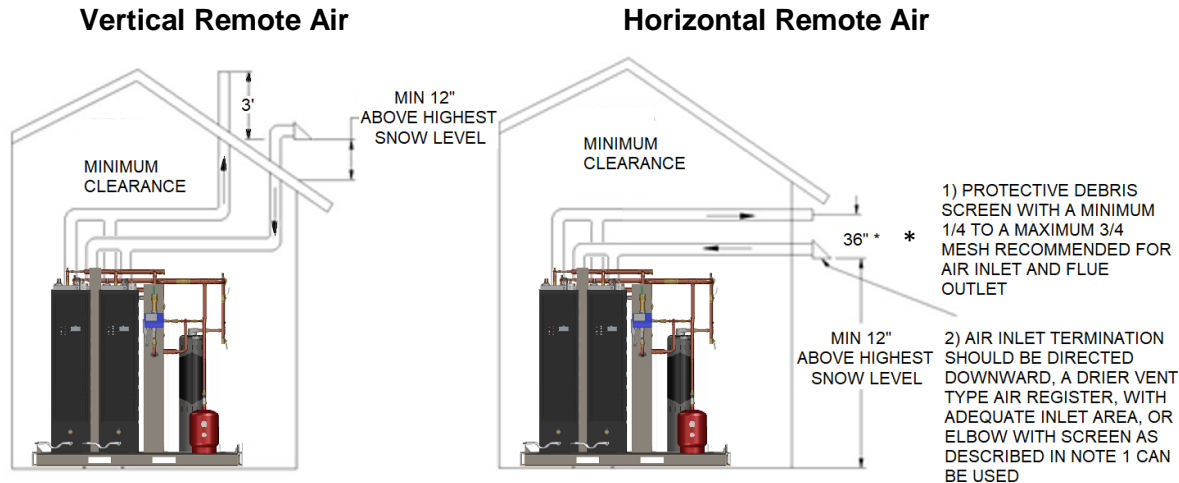 Vertical Remote Air
Horizontal Remote Air
3'
MIN 12"
ABOVE HIGHEST
SNOW LEVEL
MINIMUM
CLEARANCE
MINIMUM
CLEARANCE
36" * *
MIN 12"
ABOVE HIGHEST
SNOW LEVEL
1) PROTECTIVE DEBRIS
SCREEN WITH A MINIMUM
1/4 TO A MAXIMUM 3/4
MESH RECOMMENDED FOR
AIR INLET AND FLUE
OUTLET
2) AIR INLET TERMINATION
SHOULD BE DIRECTED
DOWNWARD, A DRIER VENT
TYPE AIR REGISTER, WITH
ADEQUATE INLET AREA, OR
ELBOW WITH SCREEN AS
DESCRIBED IN NOTE 1 CAN
BE USED